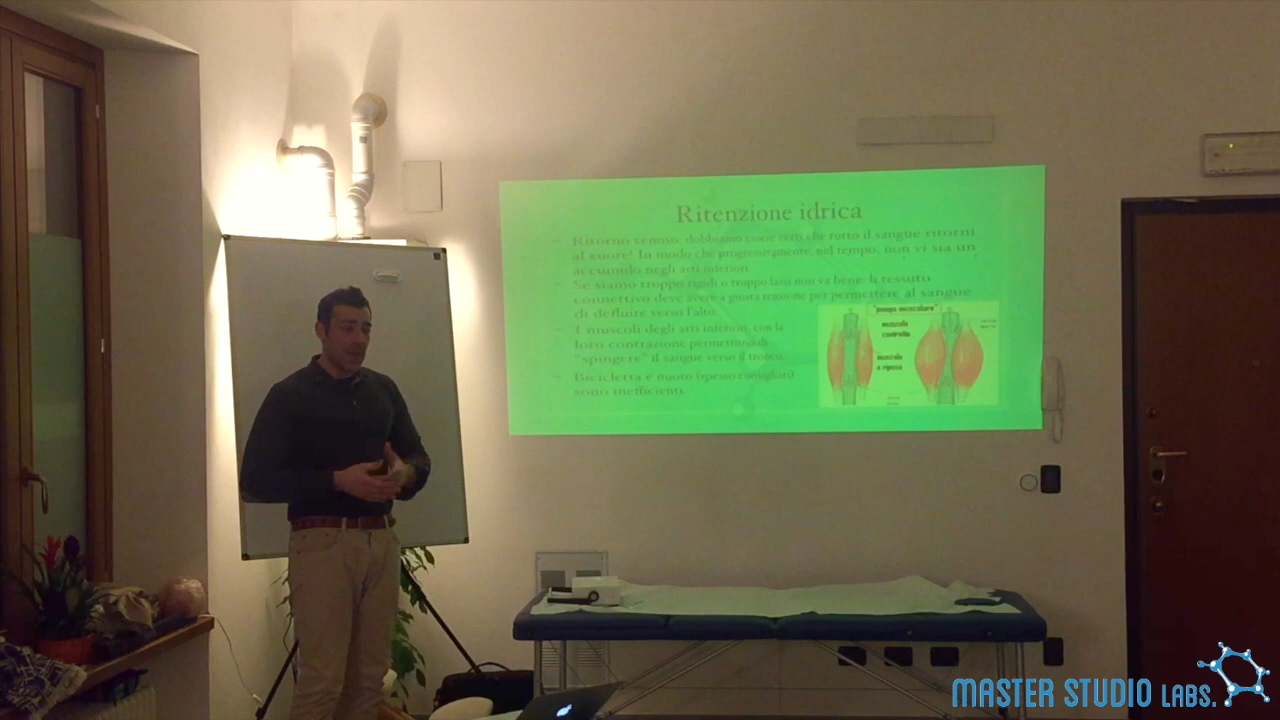 Ritenzione idrica
- Ritorno venoso: dobbiamo essere certi che tutto il sangue ritorni
al cuore! In modo che progressivamente, nel tempo, non vi sia un
accumulo negli arti inferiori
- Se siamo troppo rigidi o troppo lassi non va bene: il tessuto
connettivo deve avere a giusta tensione per permettere al sangue
di defluire verso l'alto.
"pompa muscolare"
muscolo
contratto
muscolo
a riposo
- I muscoli degli arti inferiori, con la
loro contrazione permettono di
"spingere" il sangue verso il tronco.
- Bicicletta e nuoto (spesso consigliati)
sono inefficienti
MASTER STUDIO LABS.